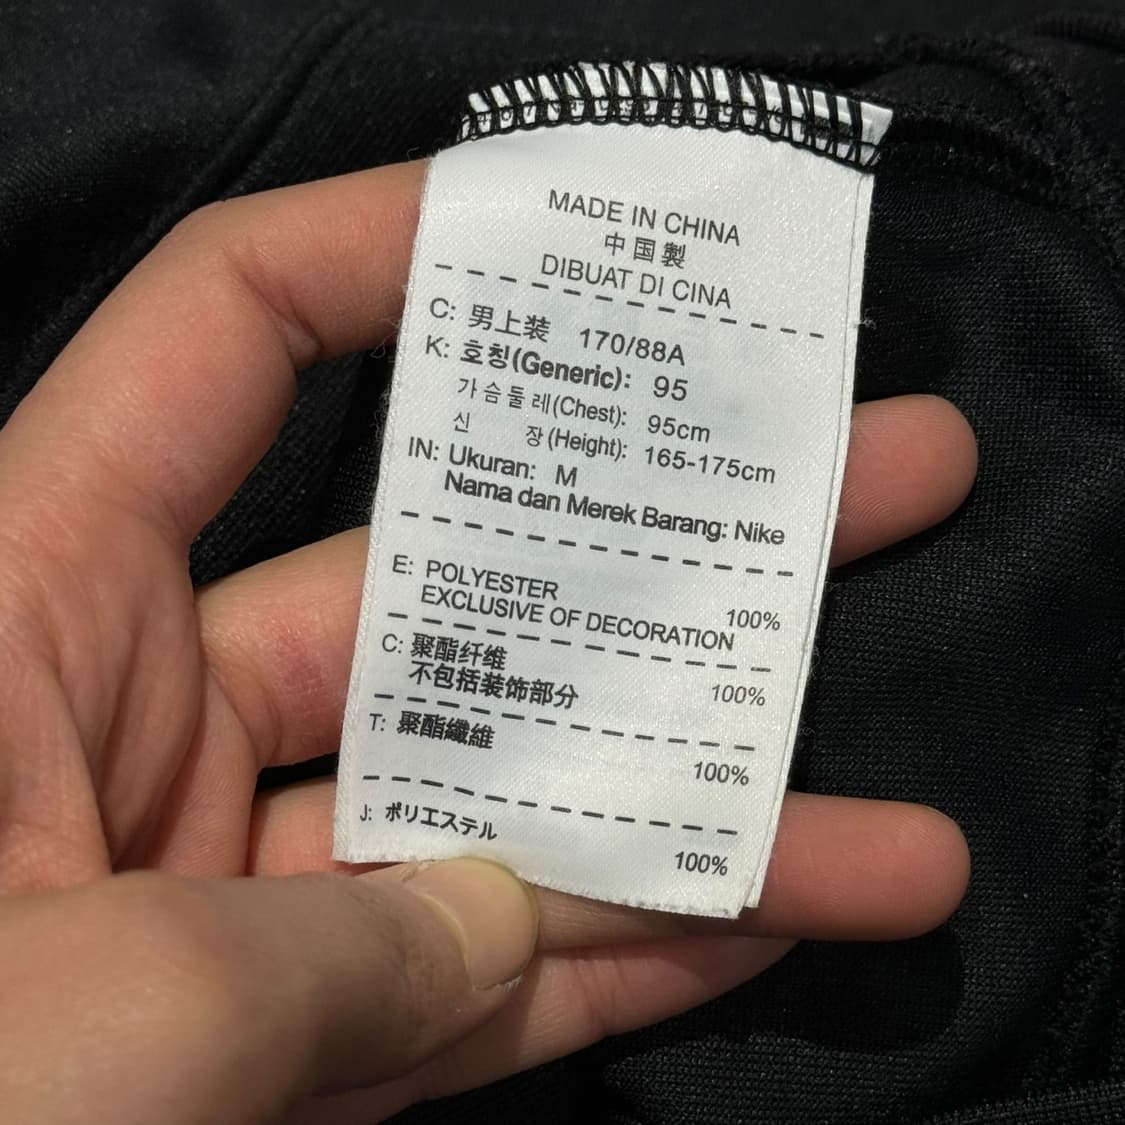 MADE IN CHINA
中国製
DIBUAT DI CINA
C: 男上装 170/88A
K: 호칭(Generic): 95
가슴둘레(Chest): 95cm
신 장(Height): 165-175cm
IN: Ukuran: M
Nama dan Merek Barang: Nike
E: POLYESTER 100%
EXCLUSIVE OF DECORATION
C: 聚酯纤维 100%
不包括装饰部分
T: 聚酯纖維 100%
J: ポリエステル 100%